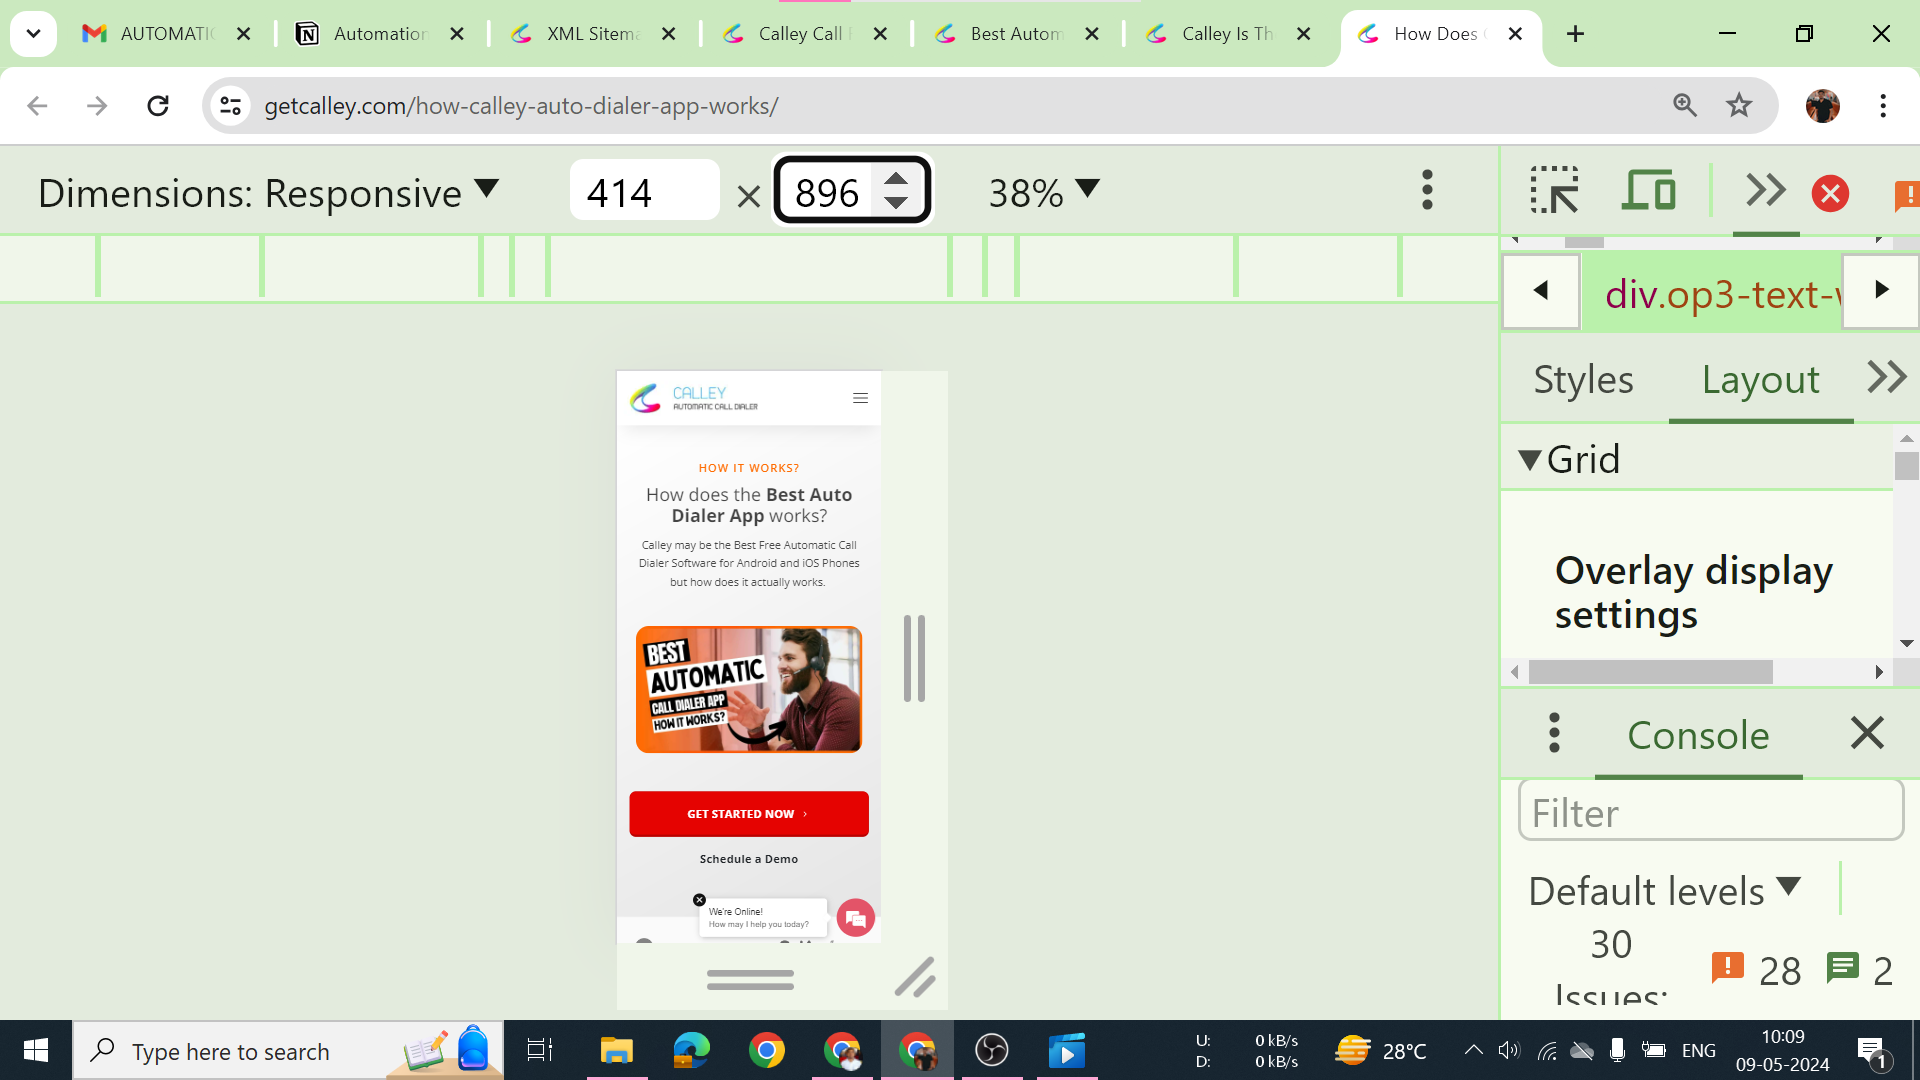 AUTOMATIC
Automation
XML Sitema
Calley Call
Best Autom
Calley Is Th
How Does
getcalley.com/how-calley-auto-dialer-app-works/
Dimensions: Responsive
414 × 896
38%
div.op3-text-w
Styles
Layout
Grid
Overlay display
settings
Console
Filter
Default levels
30
Issues:
28
2
CALLEY
AUTOMATIC CALL DIALER
HOW IT WORKS?
How does the Best Auto
Dialer App works?
Calley may be the Best Free Automatic Call
Dialer Software for Android and iOS Phones
but how does it actually works.
BEST
AUTOMATIC
CALL DIALER APP
HOW IT WORKS?
GET STARTED NOW ›
Schedule a Demo
We're Online!
How may I help you today?
Type here to search
U: 0 kB/s
D: 0 kB/s
28°C
ENG
10:09
09-05-2024
1